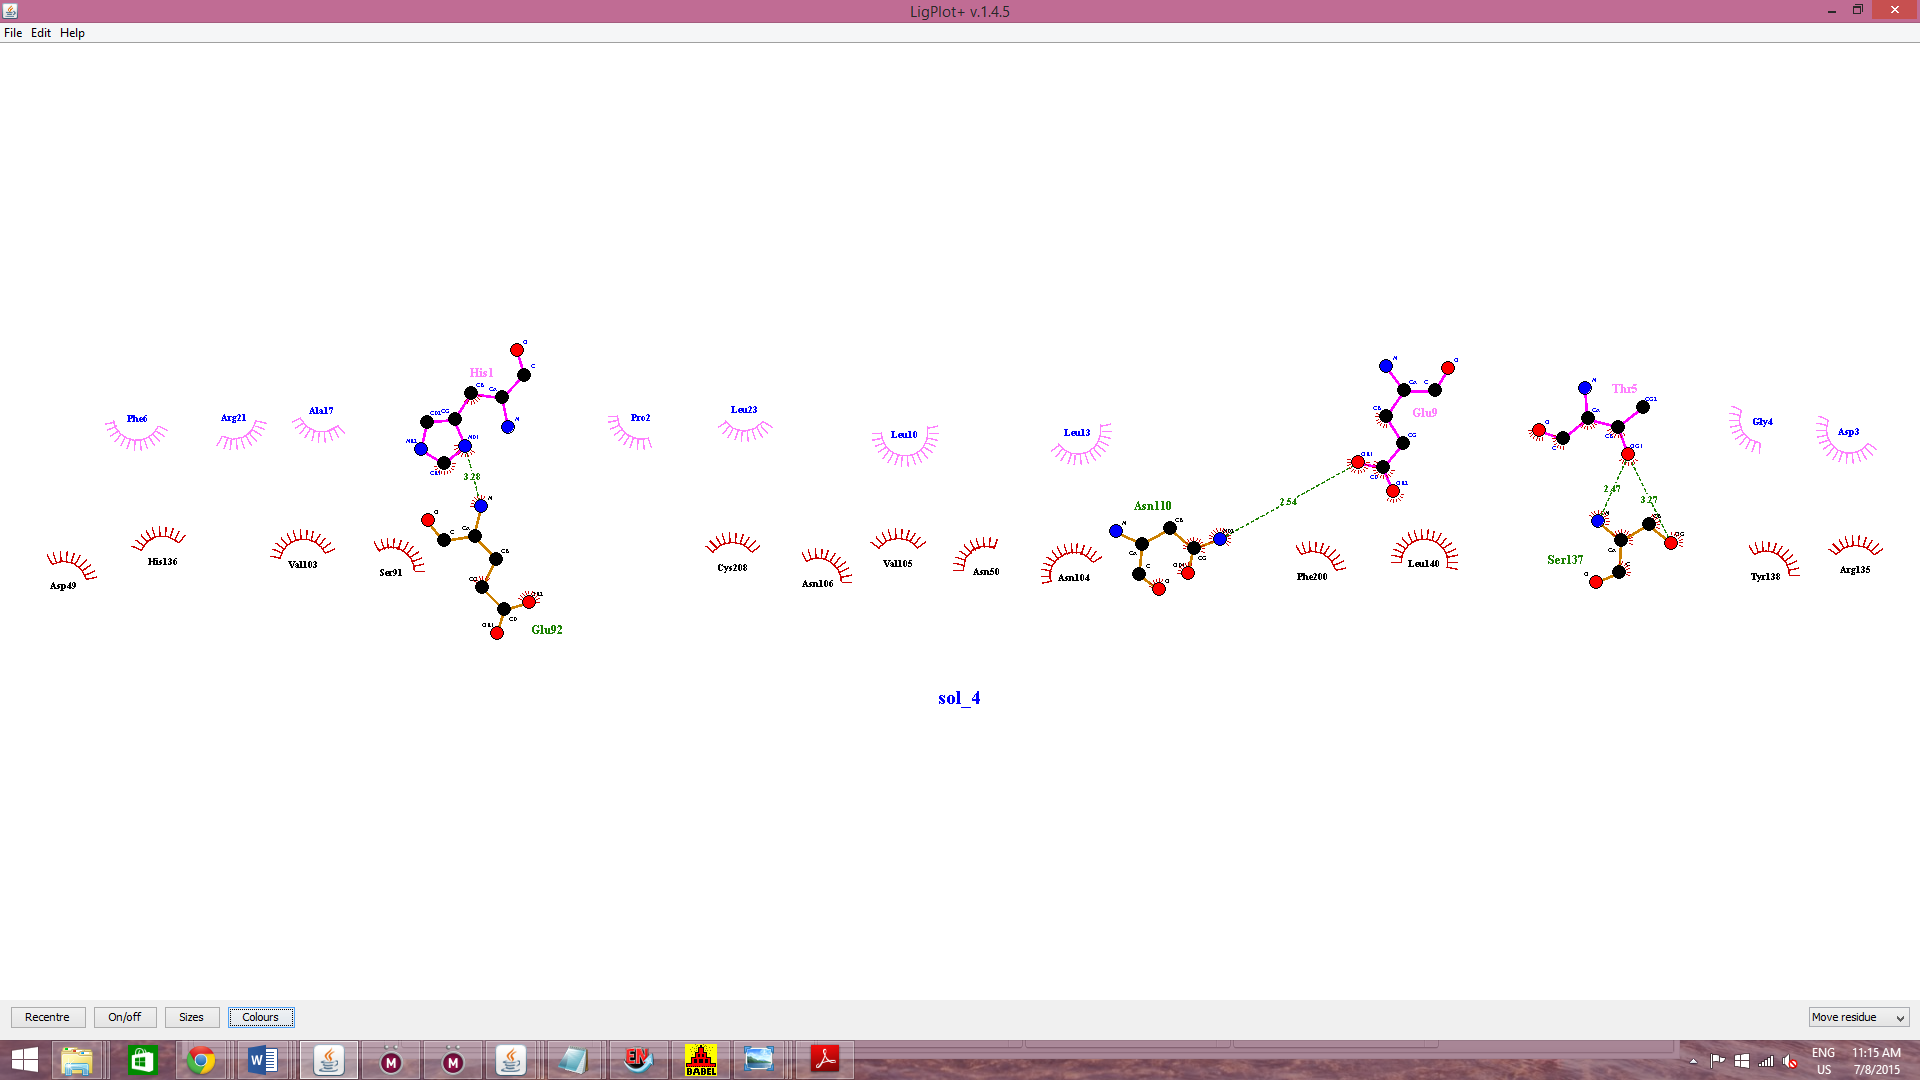 LigPlot+ v.1.4.5
File Edit Help
His1
Glu9
Thr5
Phe6
Arg21
Ala17
Pro2
Leu23
Leu10
Leu13
Gly4
Asp3
3.28
2.54
2.47
3.27
Asn110
Asp49
His136
Val103
Ser91
Glu92
Cys208
Asn106
Val105
Asn50
Asn104
Phe200
Leu140
Ser137
Tyr138
Arg135
sol_4
Recentre On/off Sizes Colours
Move residue
BABEL
ENG 11:15 AM
US 7/8/2015